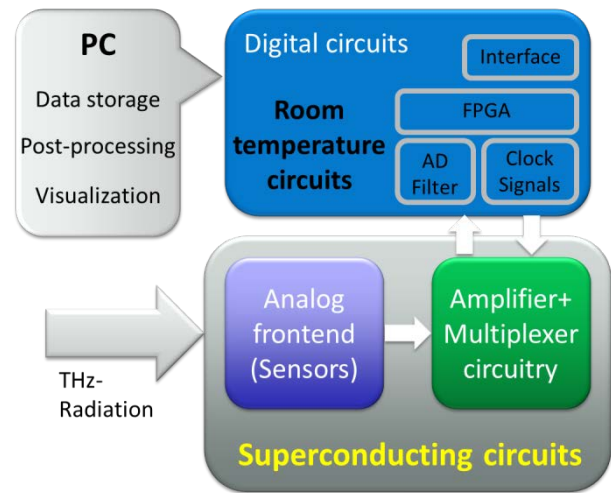 PC
Data storage
Post-processing
Visualization
Digital circuits
Interface
Room
temperature
circuits
FPGA
AD
Filter
Clock
Signals
THz-
Radiation
Analog
frontend
(Sensors)
Amplifier+
Multiplexer
circuitry
Superconducting circuits